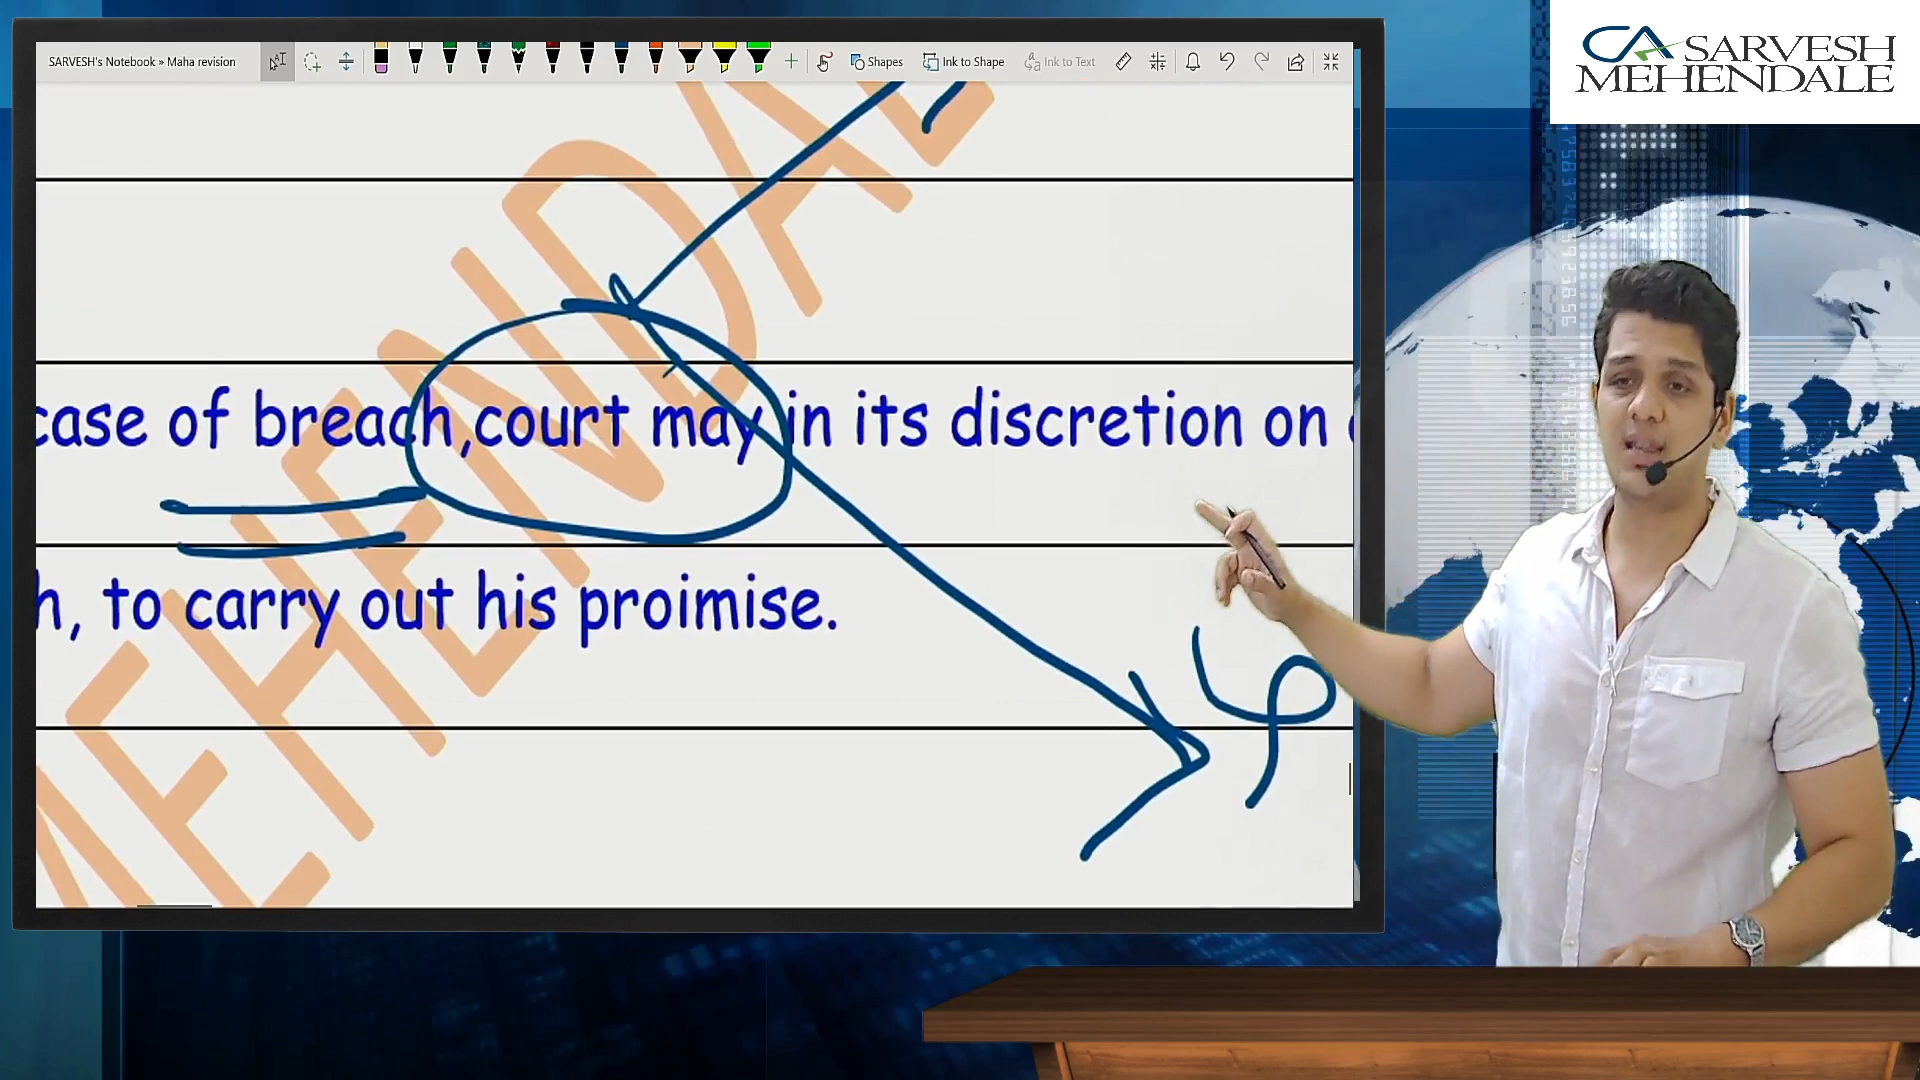 SARVESH's Notebook » Maha revision
Shapes
Ink to Shape
Ink to Text
CA SARVESH
MEHENDALE
MEHENDAL
case of breach,court may in its discretion on
h, to carry out his proimise.